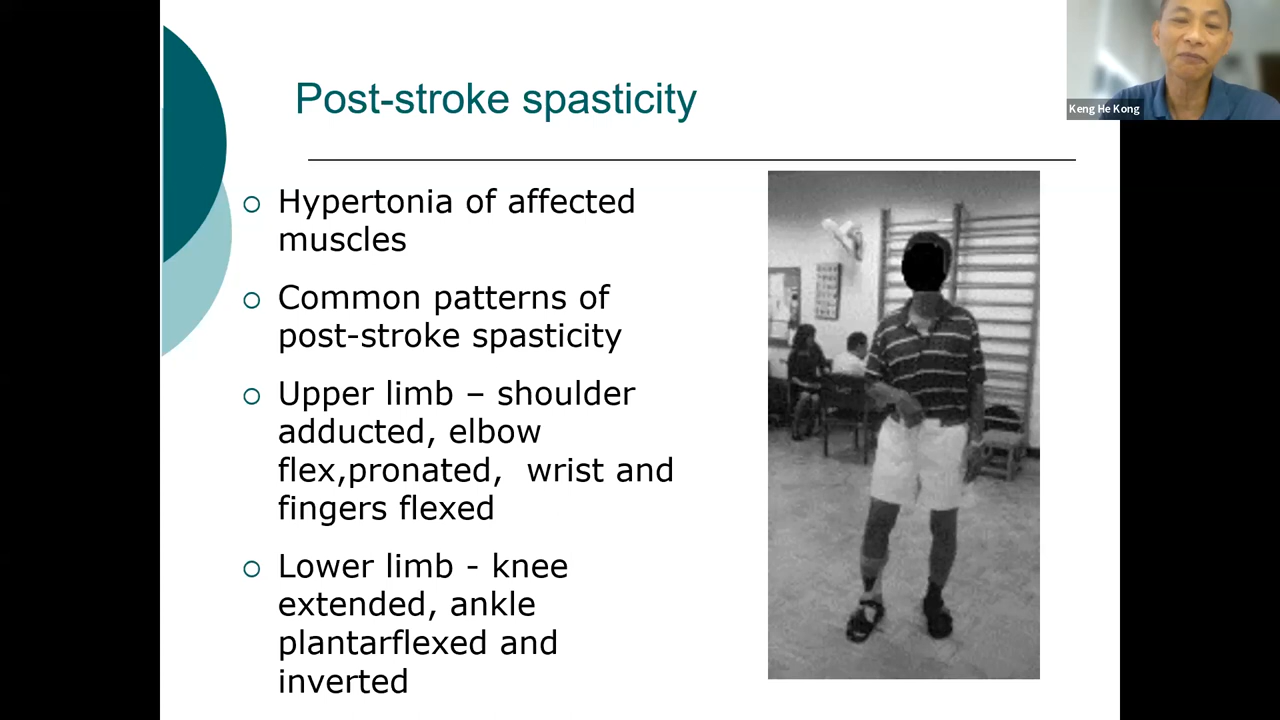 Post-stroke spasticity
Keng He Kong
Hypertonia of affected
muscles
Common patterns of
post-stroke spasticity
Upper limb – shoulder
adducted, elbow
flex,pronated,  wrist and
fingers flexed
Lower limb - knee
extended, ankle
plantarflexed and
inverted